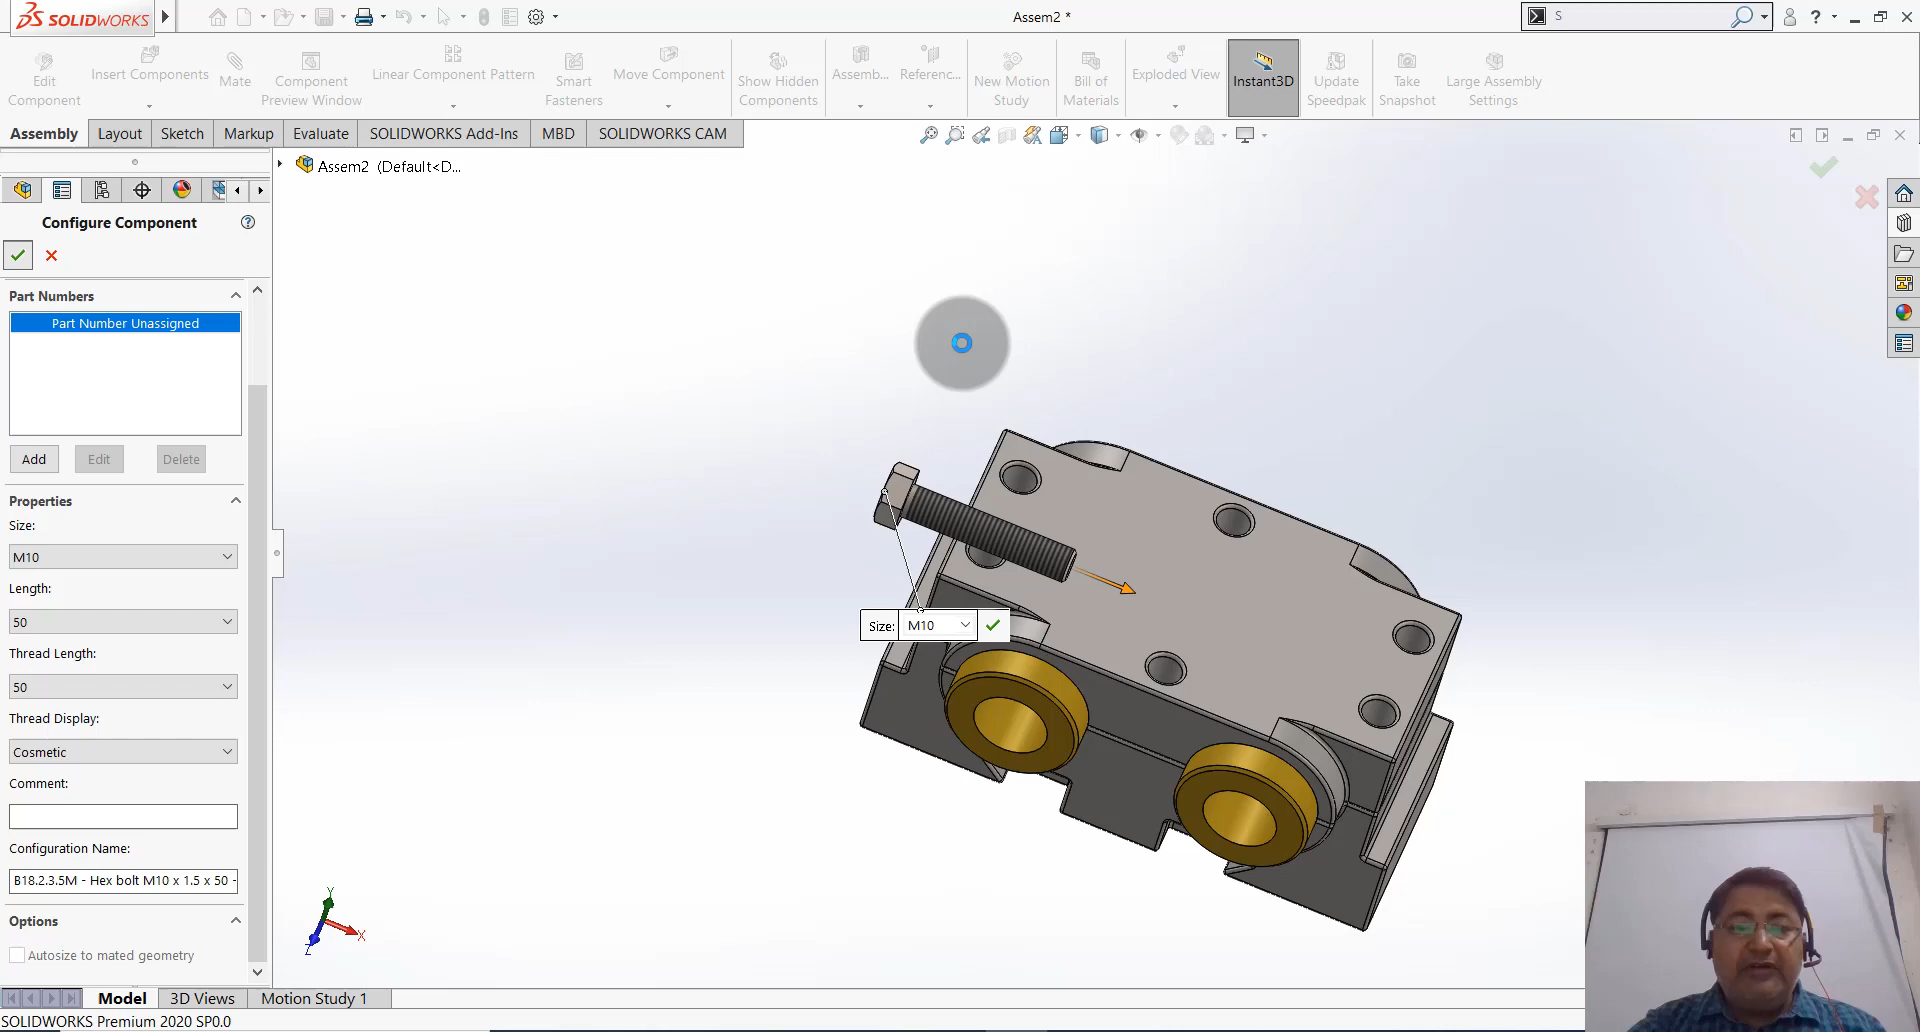 SOLIDWORKS
Assem2 *
S
Edit Component
Insert Components
Mate
Component Preview Window
Linear Component Pattern
Smart Fasteners
Move Component
Show Hidden Components
Assemb...
Referenc...
New Motion Study
Bill of Materials
Exploded View
Instant3D
Update Speedpak
Take Snapshot
Large Assembly Settings
Assembly
Layout
Sketch
Markup
Evaluate
SOLIDWORKS Add-Ins
MBD
SOLIDWORKS CAM
Assem2 (Default<D...
Configure Component
Part Numbers
Part Number Unassigned
Add
Edit
Delete
Properties
Size:
M10
Length:
50
Thread Length:
50
Thread Display:
Cosmetic
Comment:
Configuration Name:
B18.2.3.5M - Hex bolt M10 x 1.5 x 50 -
Options
Autosize to mated geometry
Size: M10
Y
X
Z
Model
3D Views
Motion Study 1
SOLIDWORKS Premium 2020 SP0.0